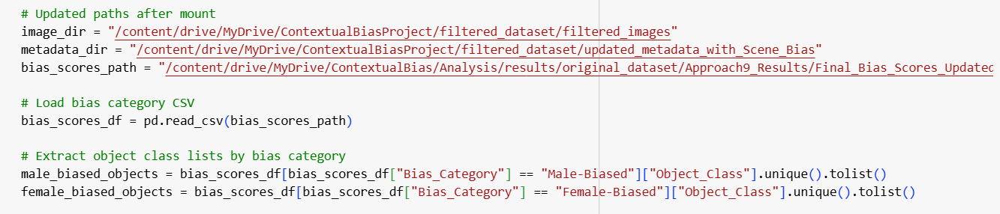 # Updated paths after mount
image_dir = "/content/drive/MyDrive/ContextualBiasProject/filtered_dataset/filtered_images"
metadata_dir = "/content/drive/MyDrive/ContextualBiasProject/filtered_dataset/updated_metadata_with_Scene_Bias"
bias_scores_path = "/content/drive/MyDrive/ContextualBias/Analysis/results/original_dataset/Approach9_Results/Final_Bias_Scores_Updated
# Load bias category CSV
bias_scores_df = pd.read_csv(bias_scores_path)
# Extract object class lists by bias category
male_biased_objects = bias_scores_df[bias_scores_df["Bias_Category"] == "Male-Biased"]["Object_Class"].unique().tolist()
female_biased_objects = bias_scores_df[bias_scores_df["Bias_Category"] == "Female-Biased"]["Object_Class"].unique().tolist()